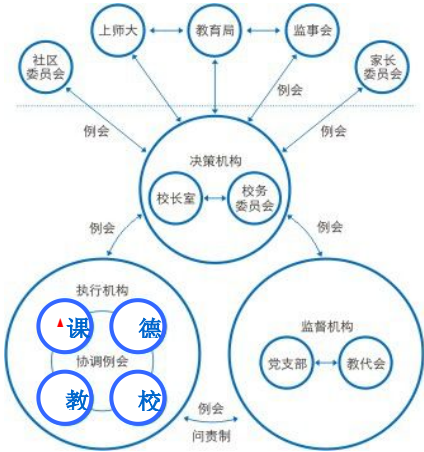 上师大
教育局
监事会
社区
委员会
家长
委员会
例会
例会
例会
决策机构
校长室
校务
委员会
例会
例会
执行机构
课
德
协调例会
教
校
监督机构
党支部
教代会
例会
问责制